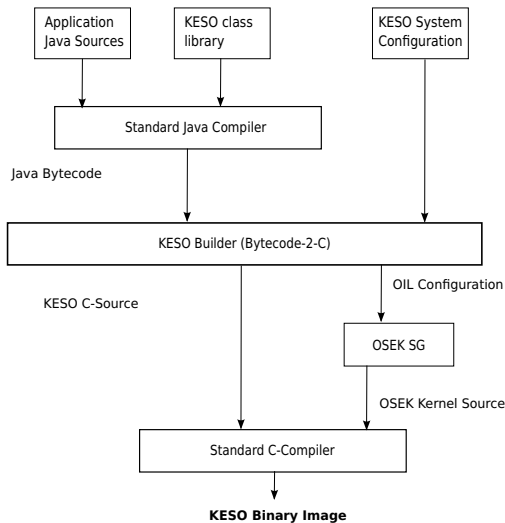 Application
Java Sources
KESO class
library
KESO System
Configuration
Standard Java Compiler
Java Bytecode
KESO Builder (Bytecode-2-C)
OIL Configuration
KESO C-Source
OSEK SG
OSEK Kernel Source
Standard C-Compiler
KESO Binary Image